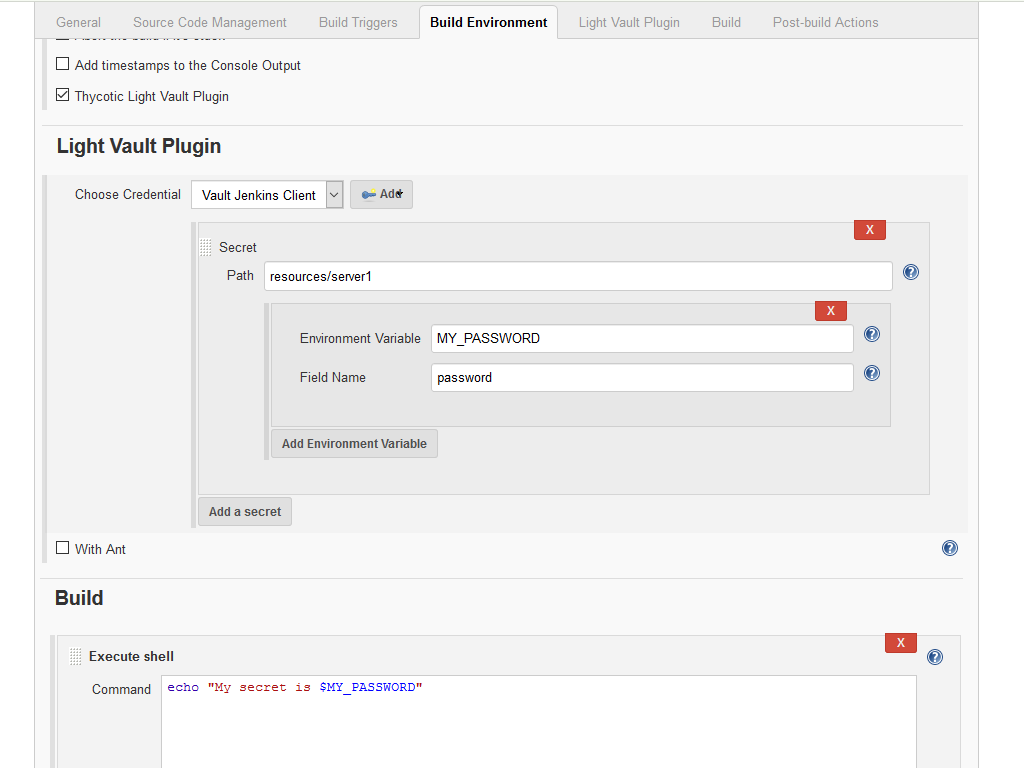 General Source Code Management Build Triggers Build Environment Light Vault Plugin Build Post-build Actions
Add timestamps to the Console Output
Thycotic Light Vault Plugin
Light Vault Plugin
Choose Credential Vault Jenkins Client Add
X
Secret
Path resources/server1 ?
X
Environment Variable MY_PASSWORD ?
Field Name password ?
Add Environment Variable
Add a secret
With Ant ?
Build
X
Execute shell ?
Command echo "My secret is $MY_PASSWORD"